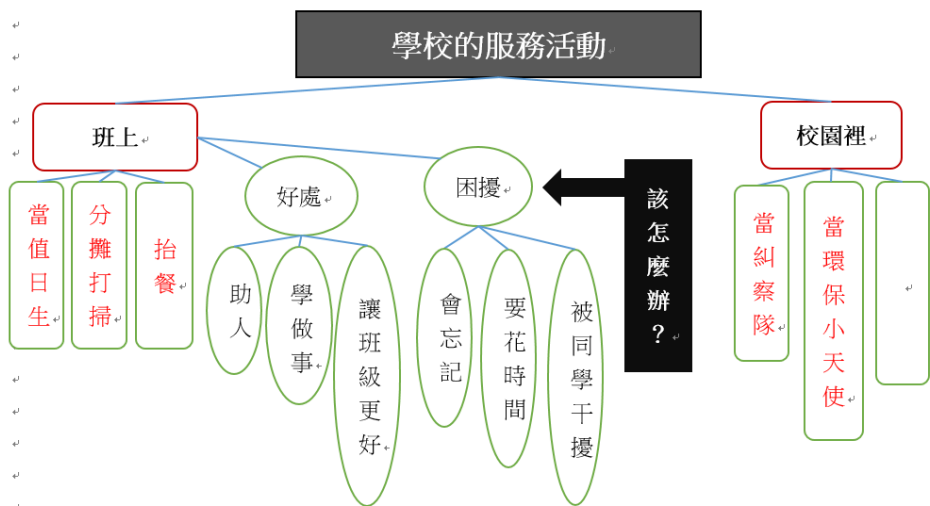 學校的服務活動
班上
校園裡
好處
困擾
該怎麼辦？
當值日生
分攤打掃
抬餐
助人
學做事
讓班級更好
會忘記
要花時間
被同學干擾
當糾察隊
當環保小天使